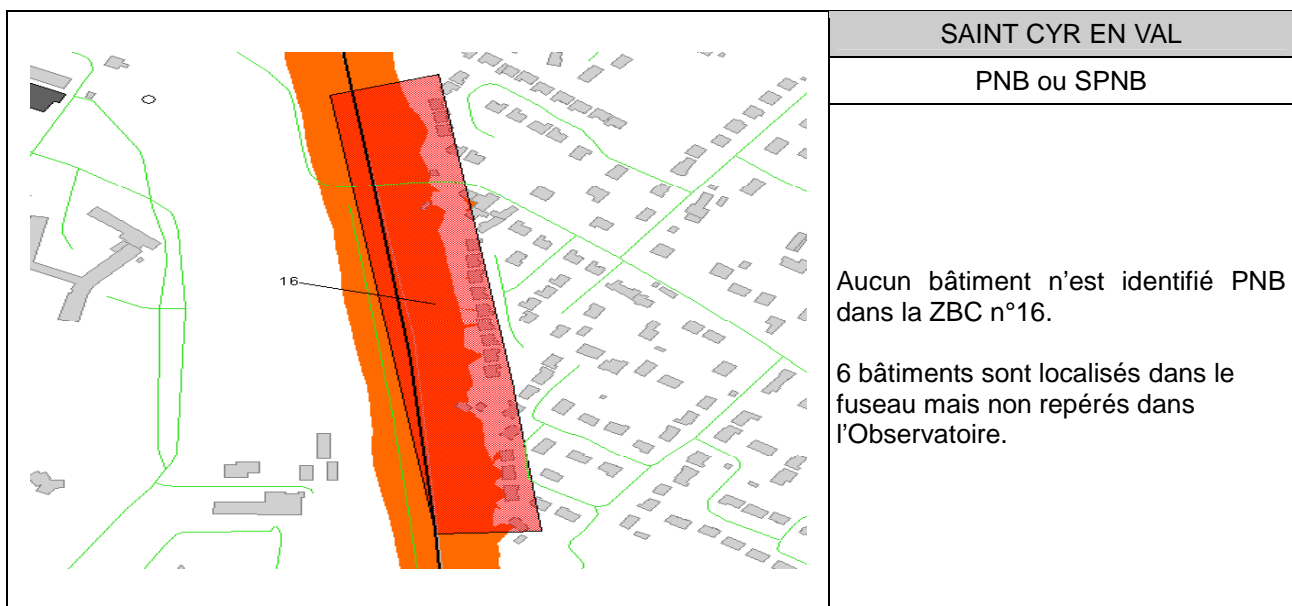 SAINT CYR EN VAL
PNB ou SPNB
16
Aucun bâtiment n’est identifié PNB
dans la ZBC n°16.
6 bâtiments sont localisés dans le
fuseau mais non repérés dans
l’Observatoire.